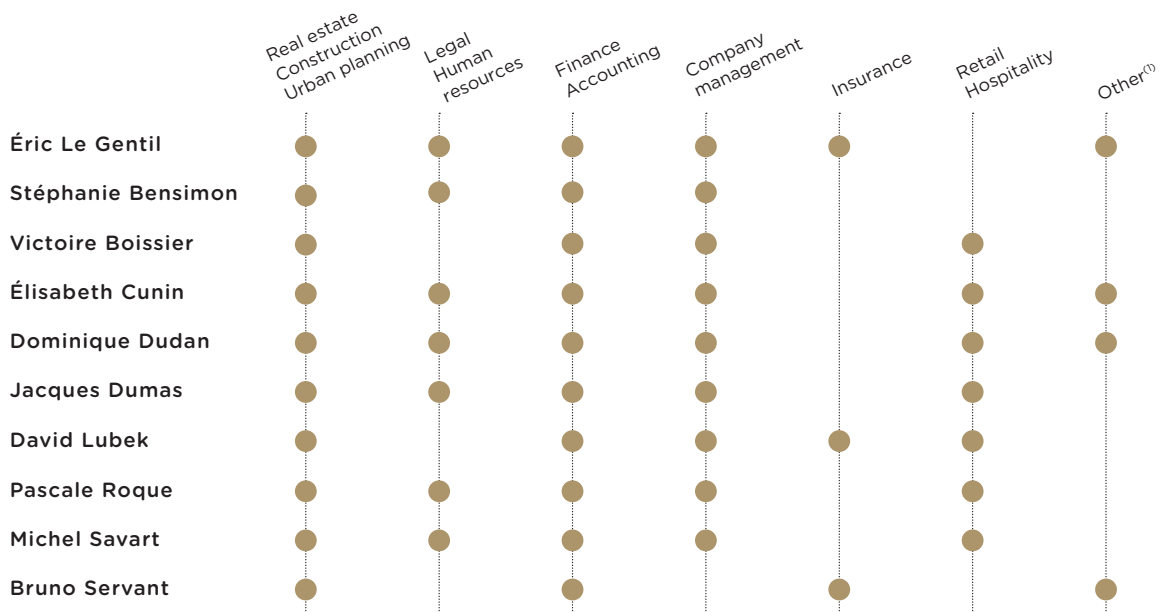 Real estate
Construction
Urban planning
Legal
Human
resources
Finance
Accounting
Company
management
Insurance
Retail
Hospitality
Other(1)
Éric Le Gentil
Stéphanie Bensimon
Victoire Boissier
Élisabeth Cunin
Dominique Dudan
Jacques Dumas
David Lubek
Pascale Roque
Michel Savart
Bruno Servant